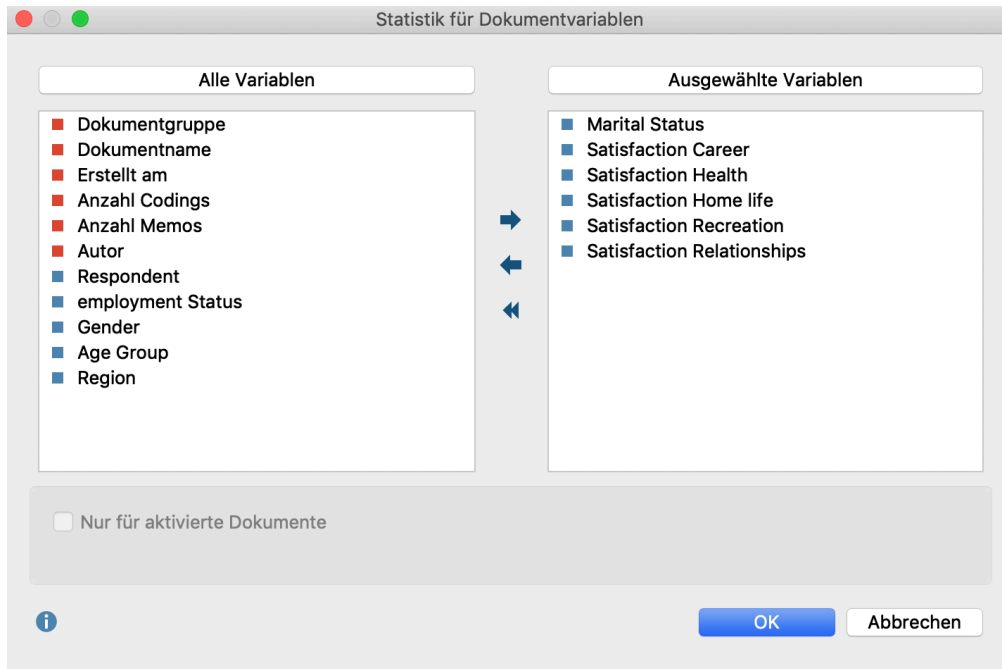 Statistik für Dokumentvariablen
Alle Variablen
Dokumentgruppe
Dokumentname
Erstellt am
Anzahl Codings
Anzahl Memos
Autor
Respondent
employment Status
Gender
Age Group
Region
Ausgewählte Variablen
Marital Status
Satisfaction Career
Satisfaction Health
Satisfaction Home life
Satisfaction Recreation
Satisfaction Relationships
Nur für aktivierte Dokumente
OK
Abbrechen